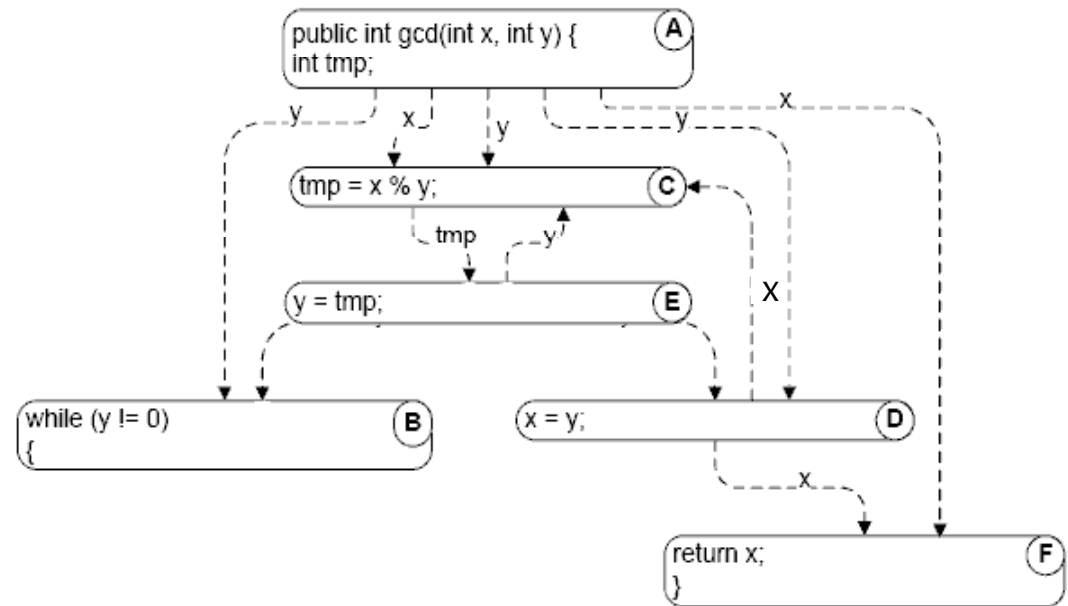 public int gcd(int x, int y) {
int tmp;
A
y
x
y
y
x
tmp = x % y;
C
tmp
y
X
y = tmp;
E
while (y != 0)
{
B
x = y;
D
x
return x;
}
F